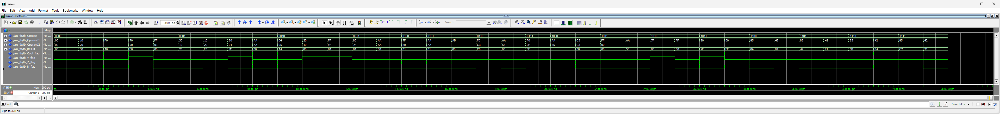 Wave
File Edit View Add Format Tools Bookmarks Window Help
Wave - Default
360 ns Search:
Msgs
/alu_tb/tb_Opcode -No ... 0000 0001 0010 0011 0100 0101 0110 0111 1000 1001 1010 1011 1100 1101 1110 1111
/alu_tb/tb_Operand1 -No ... 00 10 F0 70 FF 30 10 80 AA 04 20 FF 80 AA 7F AA AB F0 AA F0 AA C3 FF AA 7F FF 80 00 85 42 85 42 85 42 85 42
/alu_tb/tb_Operand2 -No ... 00 20 70 01 10 20 01 AA 05 10 FF 7F AA 80 AA C3 55 0F 55 C3 00
/alu_tb/tb_Result -No ... 00 30 10 E0 00 20 F0 7F 00 14 00 01 01 00 01 01 00 C0 00 FF 00 00 55 80 00 7F FF 0A 84 42 21 0B 84 C2 21
/alu_tb/tb_Cout_flag -No ...
/alu_tb/tb_V_flag -No ...
/alu_tb/tb_Z_flag -No ...
/alu_tb/tb_N_flag -No ...
Now 000 ps ps 20000 ps 40000 ps 60000 ps 80000 ps 100000 ps 120000 ps 140000 ps 160000 ps 180000 ps 200000 ps 220000 ps 240000 ps 260000 ps 280000 ps 300000 ps 320000 ps 340000 ps 360000 ps
Cursor 1 900 ps
Find: Search For
0 ps to 378 ns